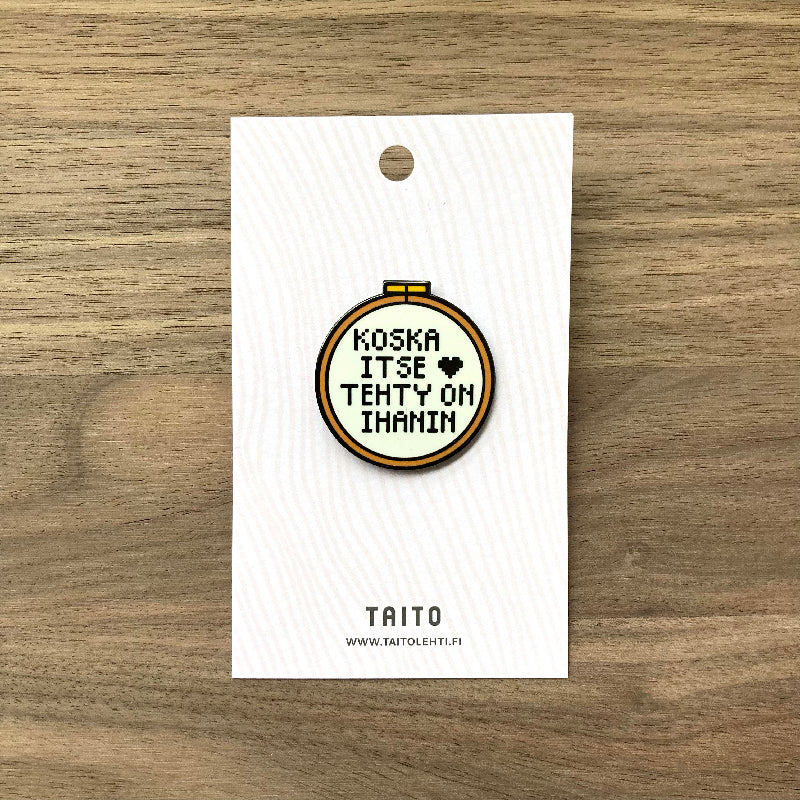 KOSKA
ITSE ♥
TEHTY ON
IHANIN
TAITO
WWW.TAITOLEHTI.FI